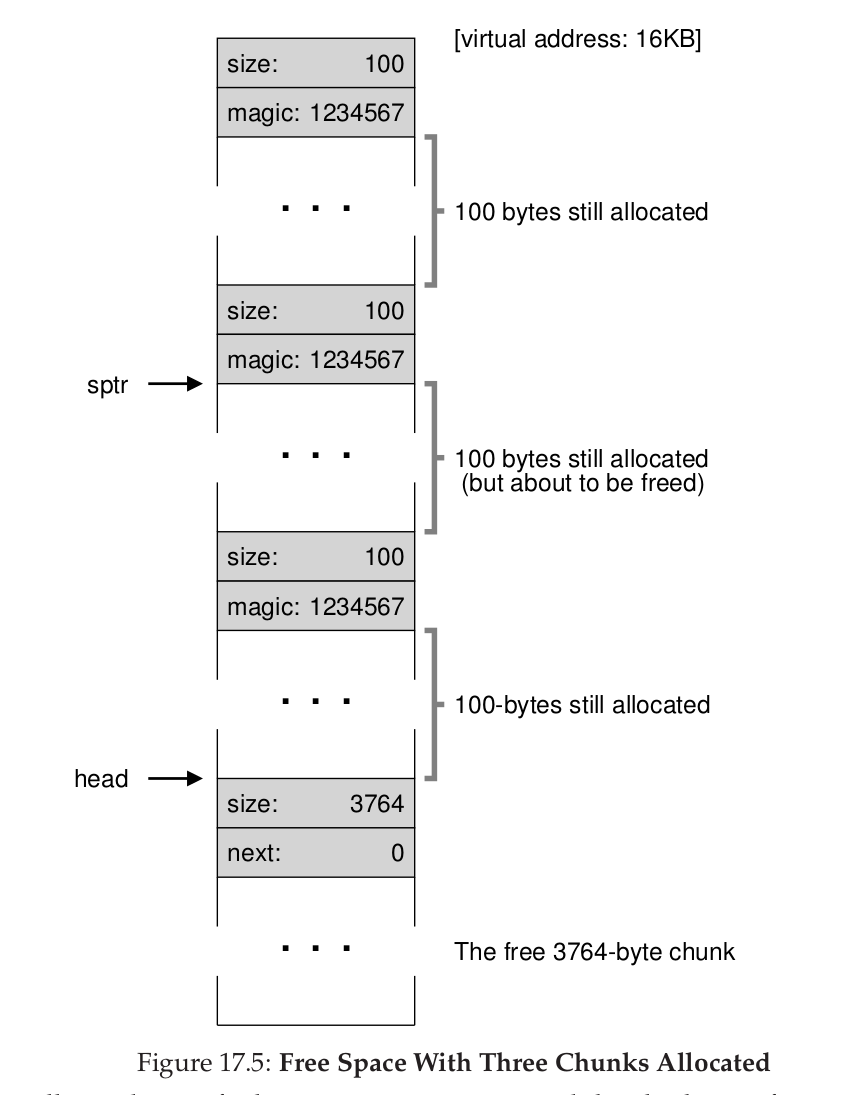 [virtual address: 16KB]
size: 100
magic: 1234567
. . .
100 bytes still allocated
size: 100
magic: 1234567
sptr
. . .
100 bytes still allocated
(but about to be freed)
size: 100
magic: 1234567
. . .
100-bytes still allocated
head
size: 3764
next: 0
. . .
The free 3764-byte chunk
Figure 17.5: Free Space With Three Chunks Allocated